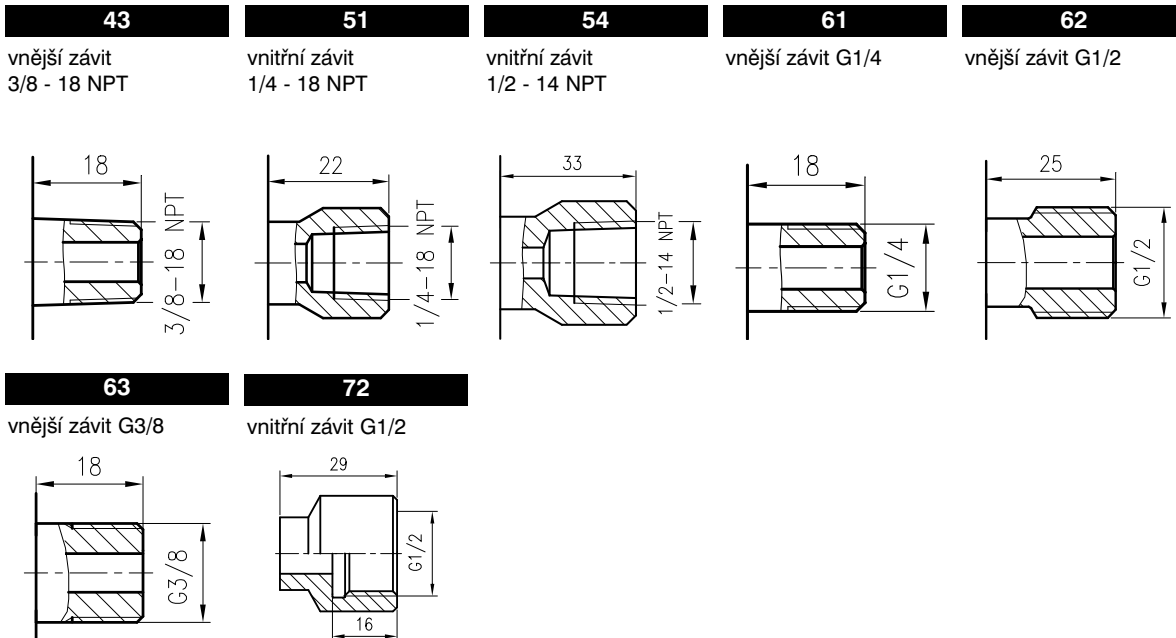 43
vnější závit
3/8 - 18 NPT
18
3/8–18 NPT
51
vnitřní závit
1/4 - 18 NPT
22
1/4–18 NPT
54
vnitřní závit
1/2 - 14 NPT
33
1/2–14 NPT
61
vnější závit G1/4
18
G1/4
62
vnější závit G1/2
25
G1/2
63
vnější závit G3/8
18
G3/8
72
vnitřní závit G1/2
29
G1/2
16